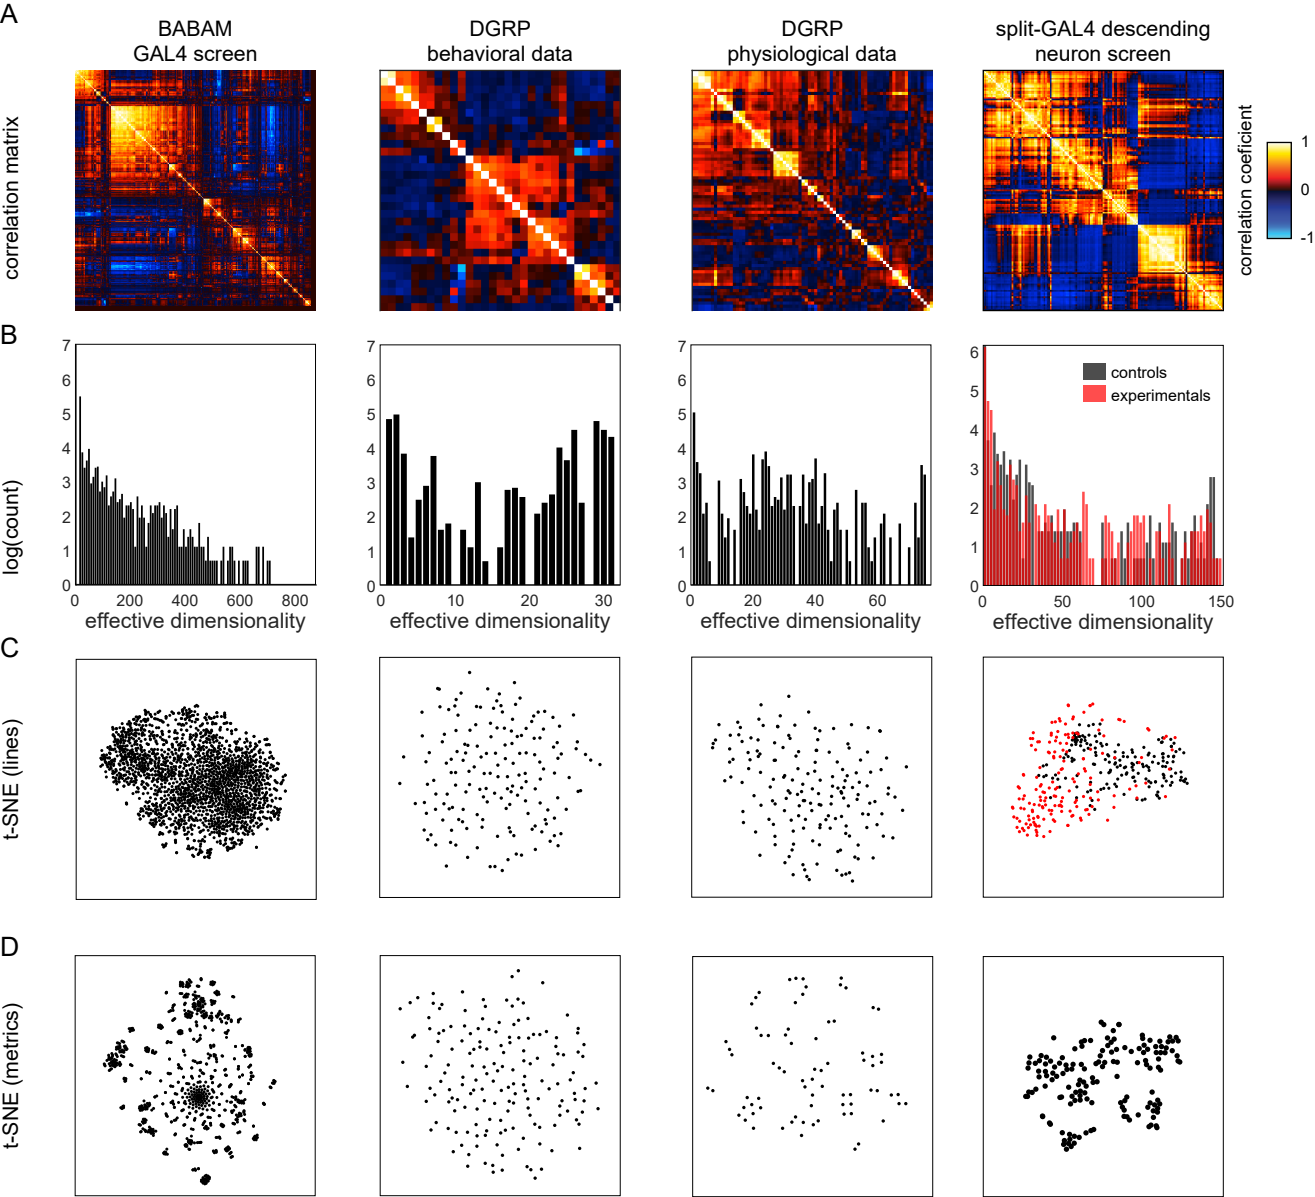 A
BABAM
GAL4 screen
DGRP
behavioral data
DGRP
physiological data
split-GAL4 descending
neuron screen
correlation matrix
correlation coeficient
1
0
-1
B
log(count)
7
6
5
4
3
2
1
0
0 200 400 600 800
effective dimensionality
7
6
5
4
3
2
1
0
0 10 20 30
effective dimensionality
7
6
5
4
3
2
1
0
0 20 40 60
effective dimensionality
6
5
4
3
2
1
0
controls
experimentals
0 50 100 150
effective dimensionality
C
t-SNE (lines)
D
t-SNE (metrics)